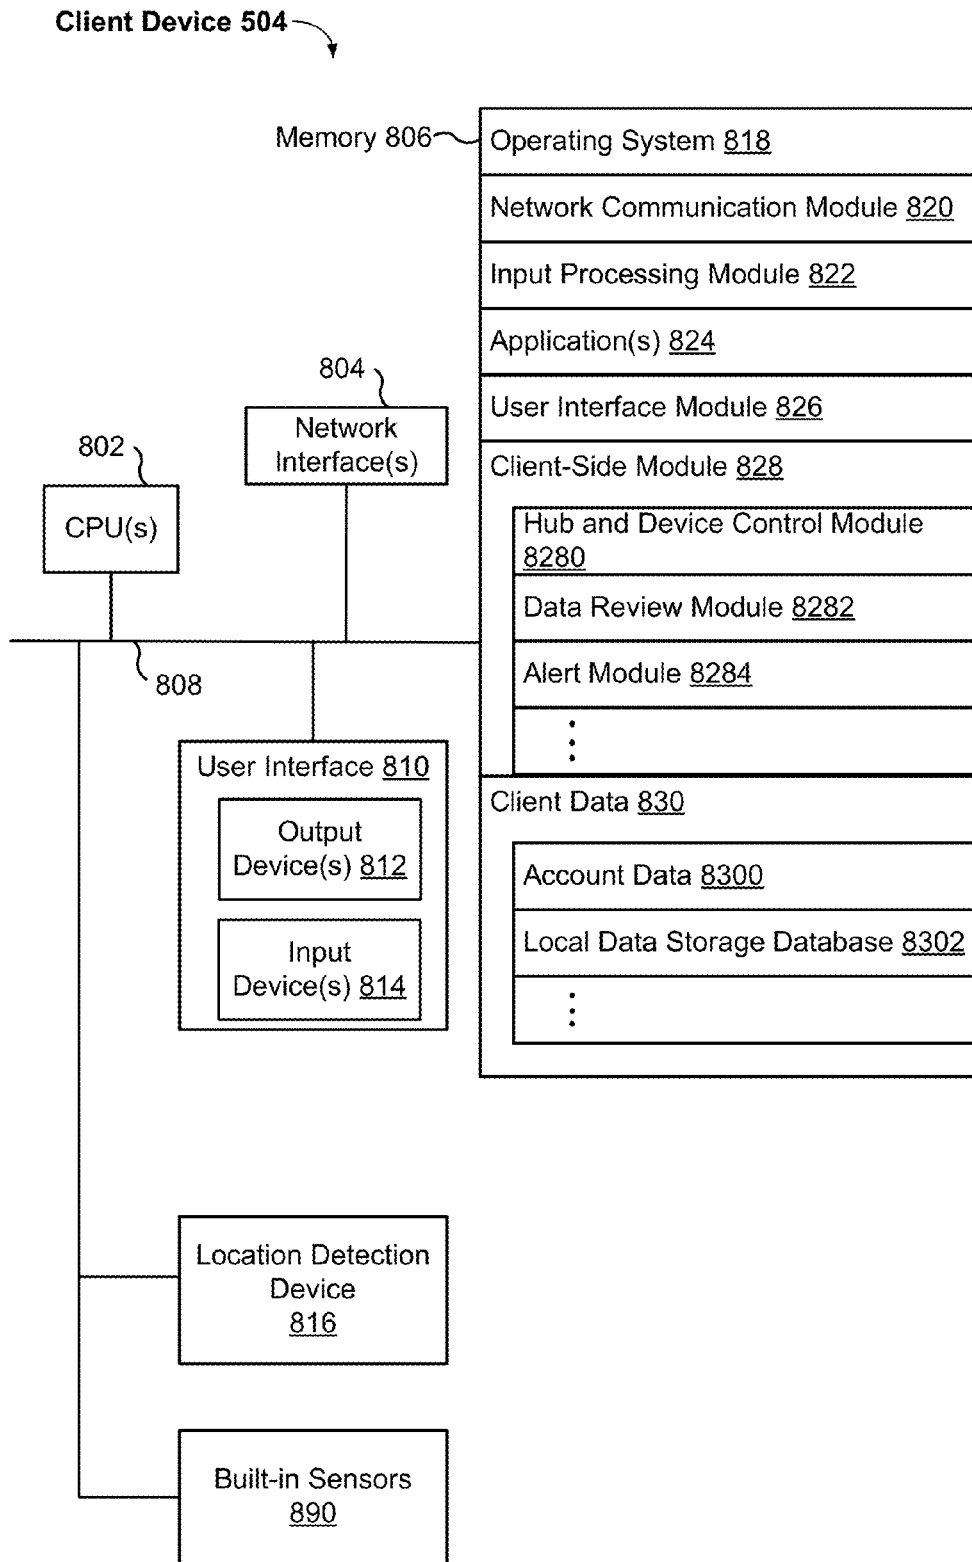 Client Device 504
Memory 806
Operating System 818
Network Communication Module 820
Input Processing Module 822
Application(s) 824
User Interface Module 826
Client-Side Module 828
Hub and Device Control Module
8280
Data Review Module 8282
Alert Module 8284
Client Data 830
Account Data 8300
Local Data Storage Database 8302
804
Network
Interface(s)
802
CPU(s)
808
User Interface 810
Output
Device(s) 812
Input
Device(s) 814
Location Detection
Device
816
Built-in Sensors
890